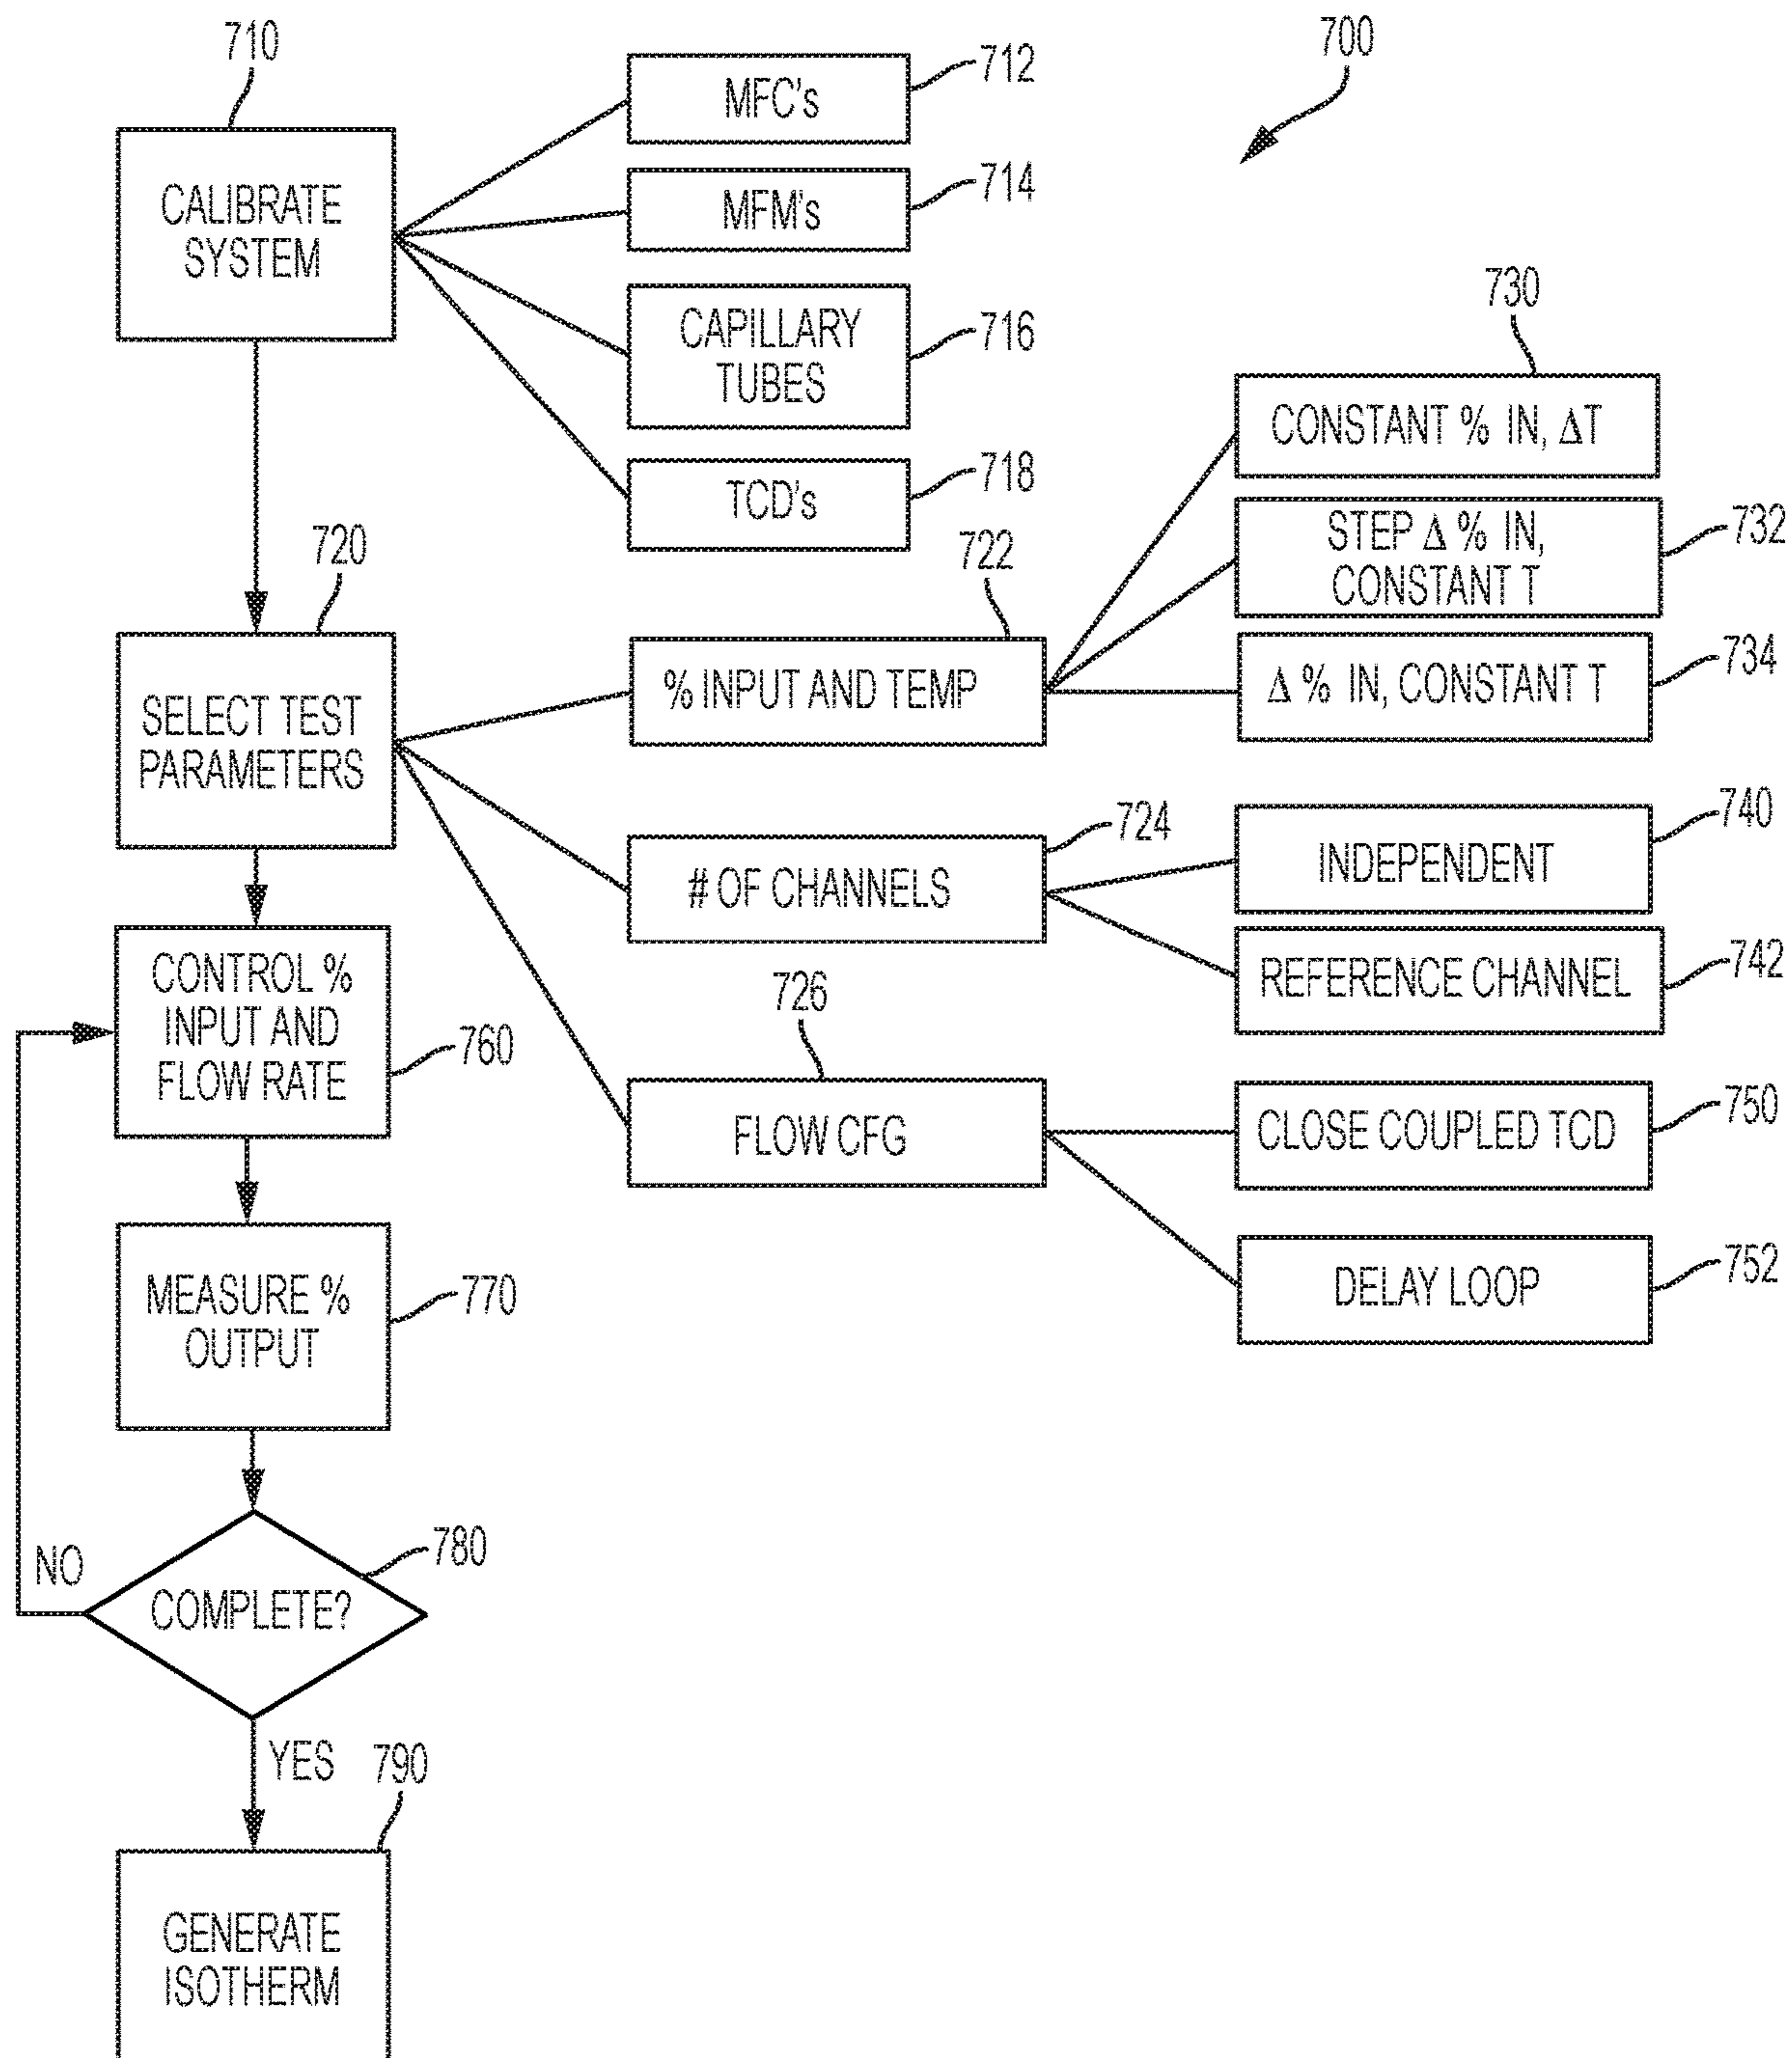 700
710
CALIBRATE
SYSTEM
MFC's
712
MFM's
714
CAPILLARY
TUBES
716
TCD's
718
720
SELECT TEST
PARAMETERS
722
% INPUT AND TEMP
730
CONSTANT % IN, ΔT
STEP Δ % IN,
CONSTANT T
732
Δ % IN, CONSTANT T
734
# OF CHANNELS
724
INDEPENDENT
740
REFERENCE CHANNEL
742
726
FLOW CFG
CLOSE COUPLED TCD
750
DELAY LOOP
752
CONTROL %
INPUT AND
FLOW RATE
760
MEASURE %
OUTPUT
770
COMPLETE?
780
NO
YES
790
GENERATE
ISOTHERM